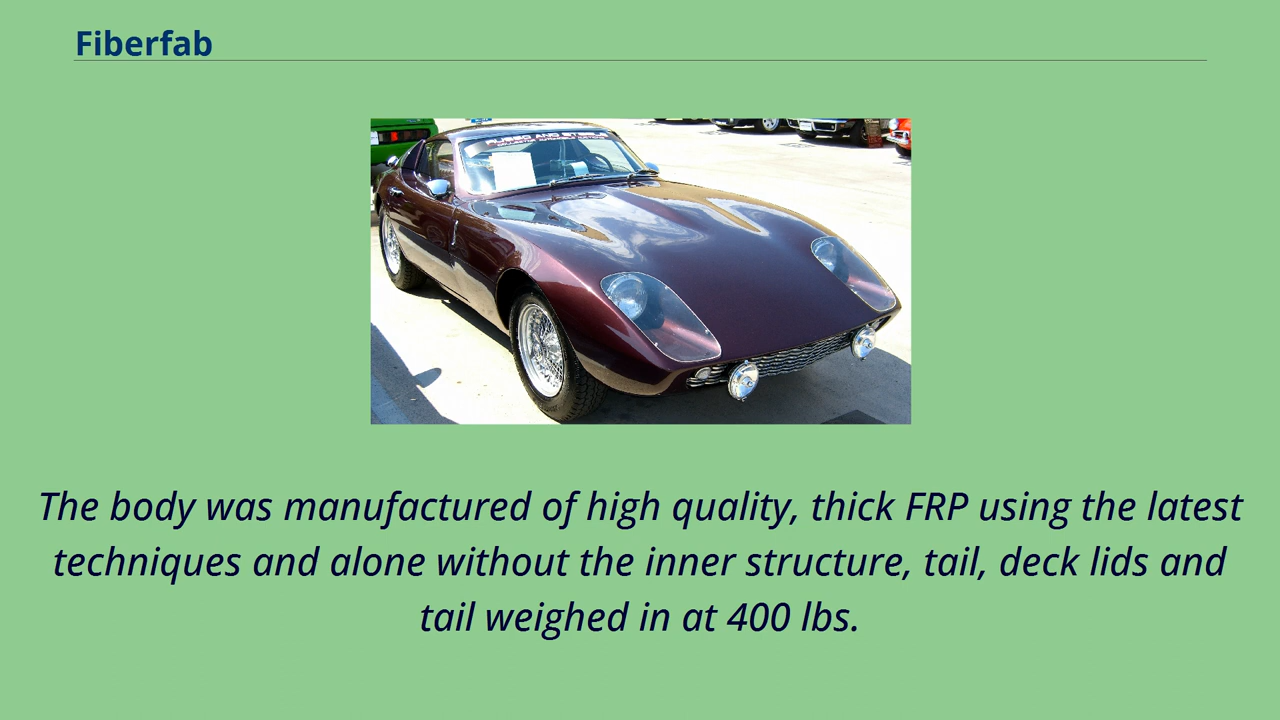 Fiberfab
The body was manufactured of high quality, thick FRP using the latest
techniques and alone without the inner structure, tail, deck lids and
tail weighed in at 400 lbs.